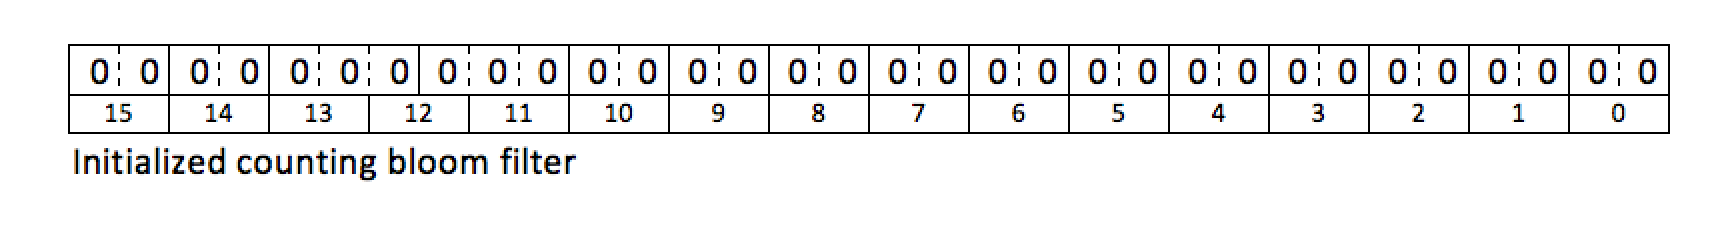 0 0 0 0 0 0 0 0 0 0 0 0 0 0 0 0 0 0 0 0 0 0 0 0 0 0 0 0 0 0 0 0
15 14 13 12 11 10 9 8 7 6 5 4 3 2 1 0
Initialized counting bloom filter